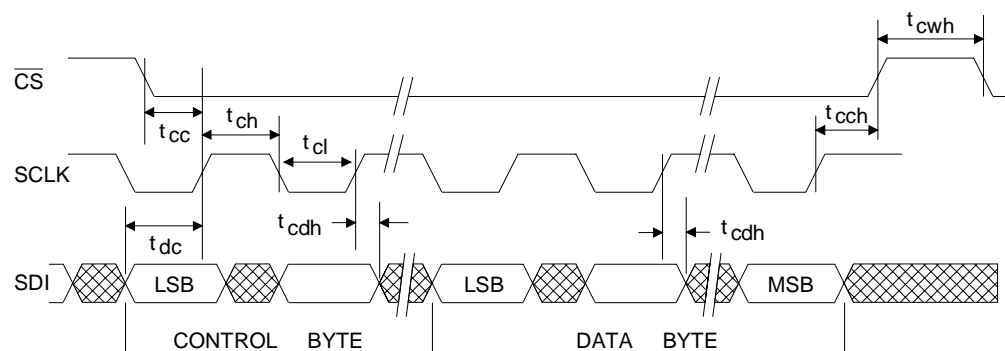 t cwh
CS
t cc
t ch
t cch
t cl
SCLK
t cdh
t cdh
t dc
SDI
LSB
LSB
MSB
CONTROL BYTE
DATA BYTE